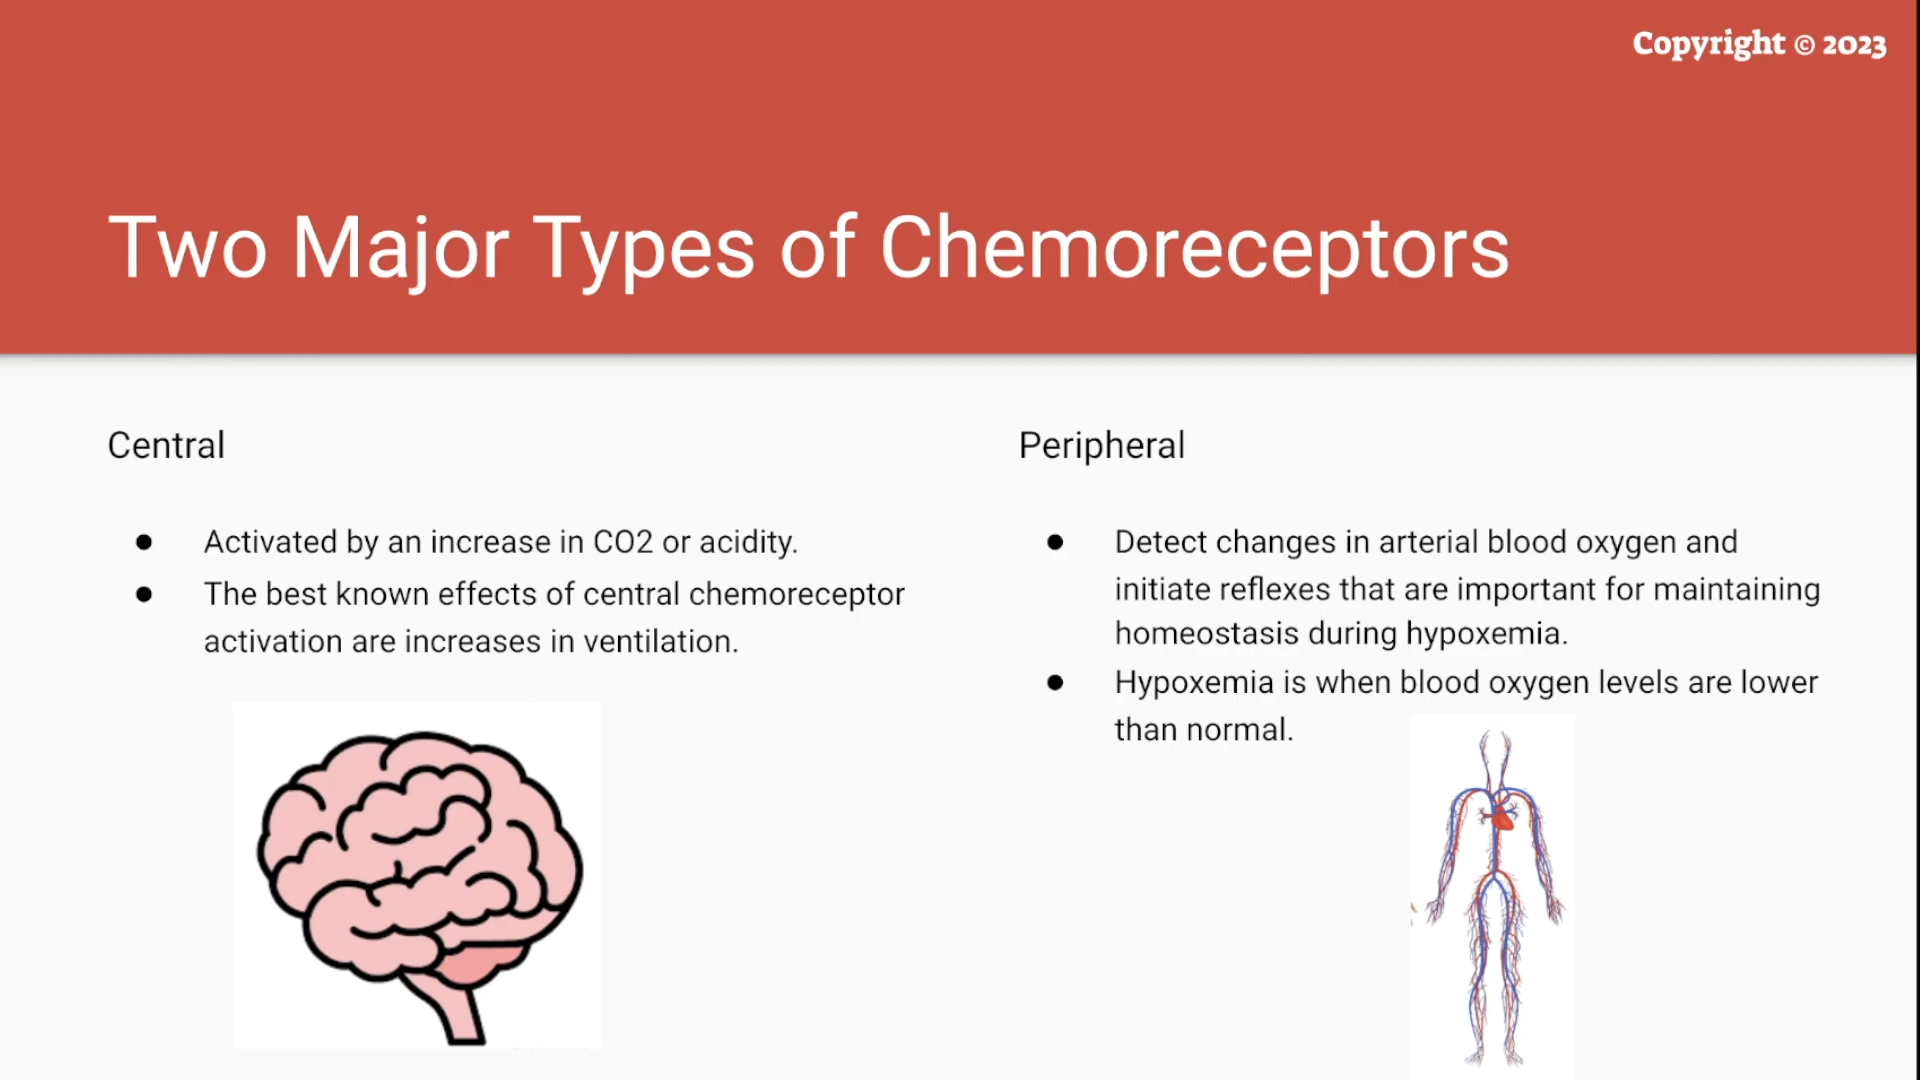 Copyright © 2023
Two Major Types of Chemoreceptors
Central
● Activated by an increase in CO2 or acidity.
● The best known effects of central chemoreceptor
activation are increases in ventilation.
Peripheral
● Detect changes in arterial blood oxygen and
initiate reflexes that are important for maintaining
homeostasis during hypoxemia.
● Hypoxemia is when blood oxygen levels are lower
than normal.